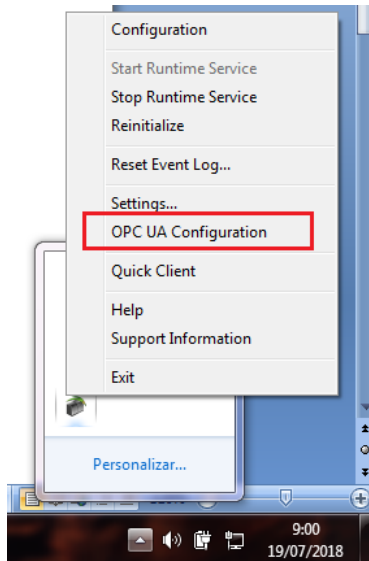 Configuration
Start Runtime Service
Stop Runtime Service
Reinitialize
Reset Event Log...
Settings...
OPC UA Configuration
Quick Client
Help
Support Information
Exit
Personalizar...
9:00
19/07/2018